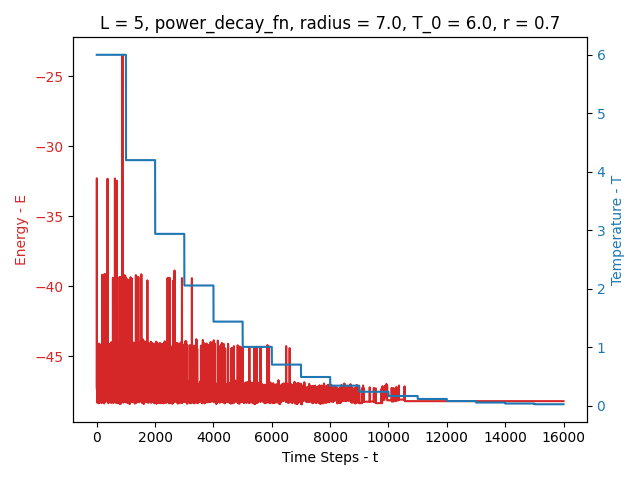 L = 5, power_decay_fn, radius = 7.0, T_0 = 6.0, r = 0.7
−25
−30
−35
−40
−45
Energy - E
6
5
4
3
2
1
0
Temperature - T
0 2000 4000 6000 8000 10000 12000 14000 16000
Time Steps - t